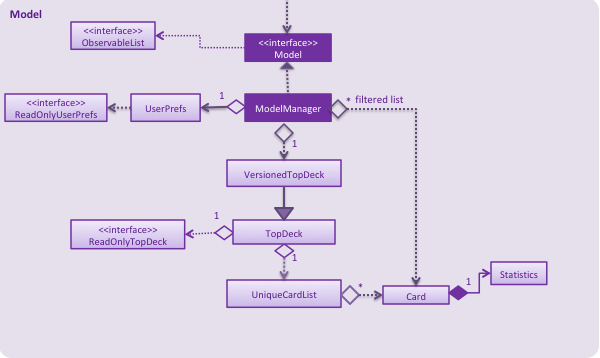 Model
<<interface>>
ObservableList
<<interface>>
Model
<<interface>>
ReadOnlyUserPrefs
UserPrefs
1
ModelManager
* filtered list
1
VersionedTopDeck
<<interface>>
ReadOnlyTopDeck
1
TopDeck
1
UniqueCardList
*
Card
1
Statistics